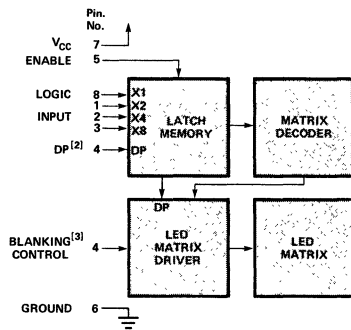 Pin.
No.
VCC 7
ENABLE 5
LOGIC 8 X1
1 X2
INPUT 2 X4
3 X8
DP[2] 4 DP
LATCH
MEMORY
MATRIX
DECODER
DP
BLANKING[3]
CONTROL 4
LED
MATRIX
DRIVER
LED
MATRIX
GROUND 6